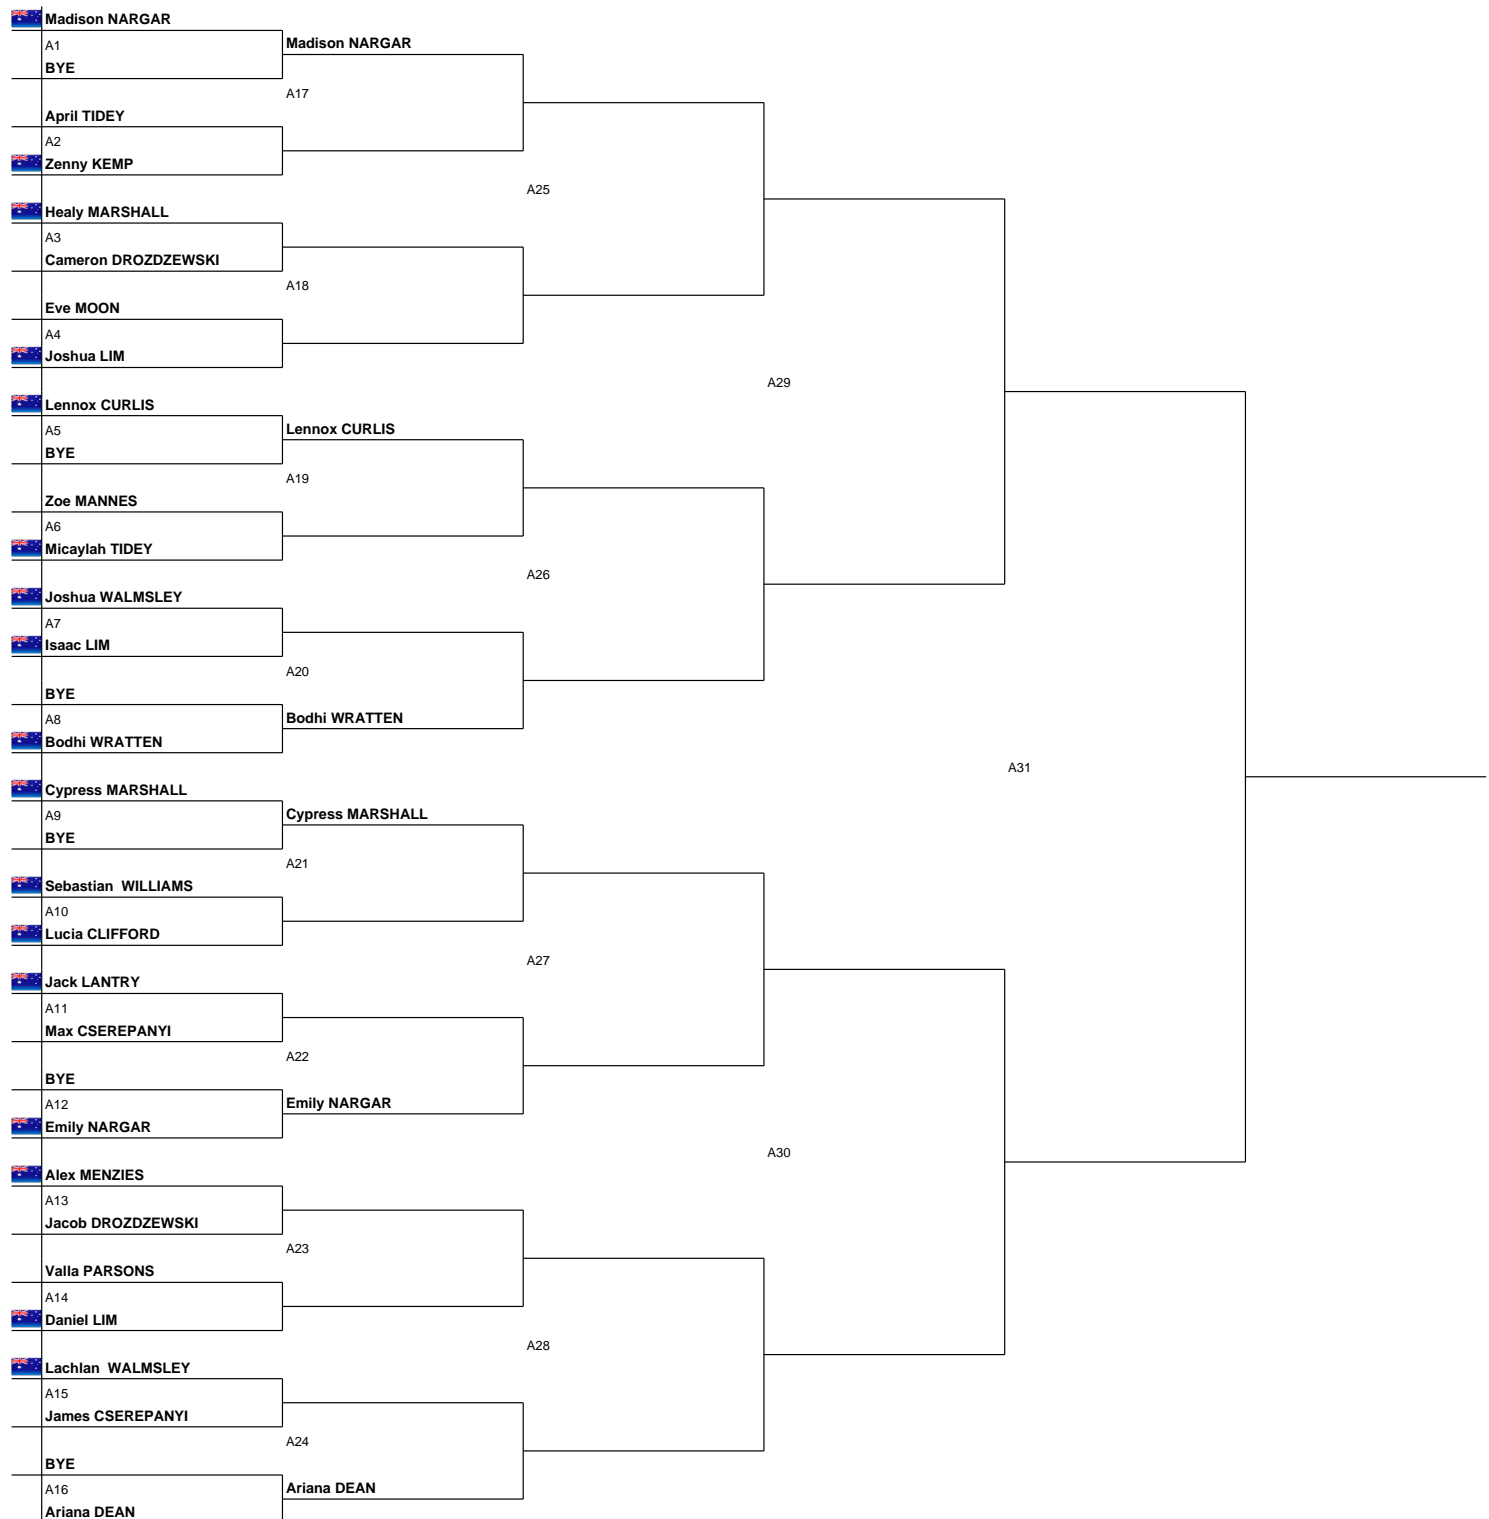 Madison NARGAR
A1
Madison NARGAR
BYE
A17
April TIDEY
A2
Zenny KEMP
A25
Healy MARSHALL
A3
Cameron DROZDZEWSKI
A18
Eve MOON
A4
Joshua LIM
A29
Lennox CURLIS
A5
Lennox CURLIS
BYE
A19
Zoe MANNES
A6
Micaylah TIDEY
A26
Joshua WALMSLEY
A7
Isaac LIM
A20
BYE
A8
Bodhi WRATTEN
Bodhi WRATTEN
A31
Cypress MARSHALL
A9
Cypress MARSHALL
BYE
A21
Sebastian  WILLIAMS
A10
Lucia CLIFFORD
A27
Jack LANTRY
A11
Max CSEREPANYI
A22
BYE
A12
Emily NARGAR
Emily NARGAR
A30
Alex MENZIES
A13
Jacob DROZDZEWSKI
A23
Valla PARSONS
A14
Daniel LIM
A28
Lachlan  WALMSLEY
A15
James CSEREPANYI
A24
BYE
A16
Ariana DEAN
Ariana DEAN